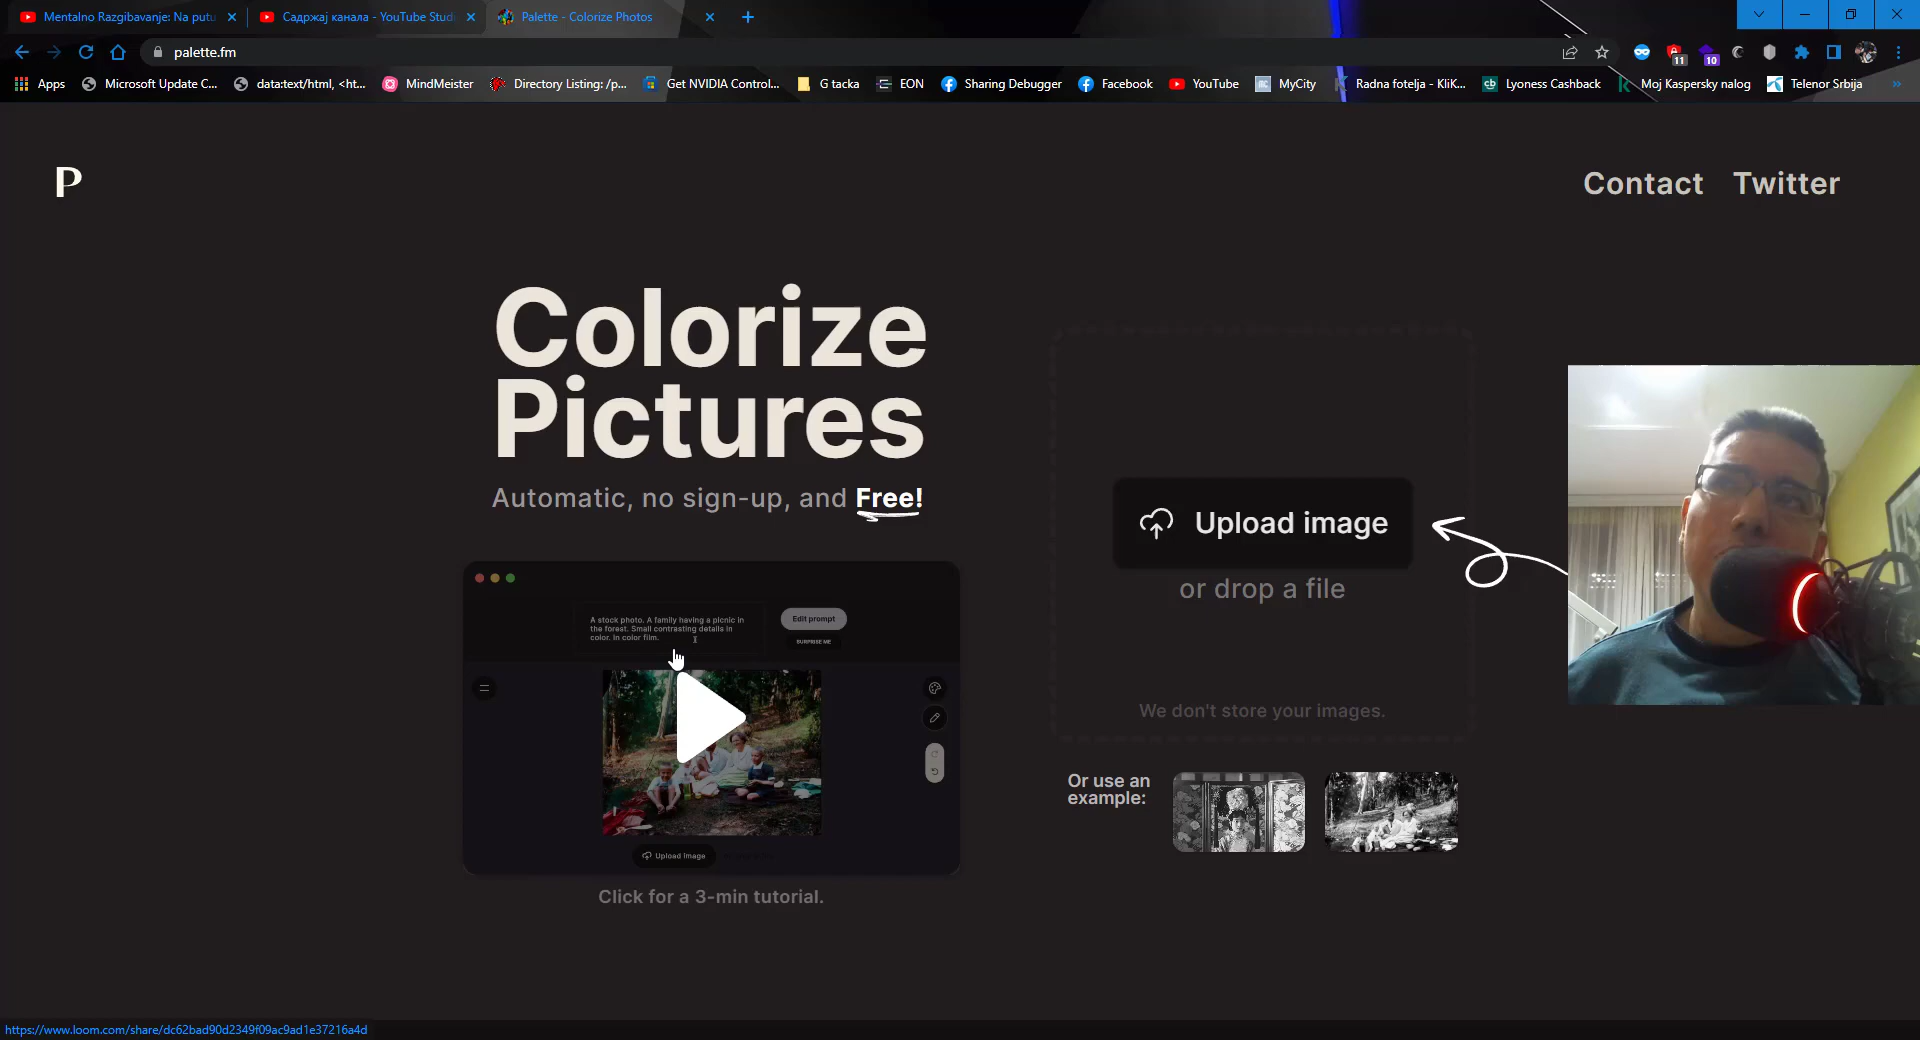 Mentalno Razgibavanje: Na putu
Садржај канала - YouTube Stud
Palette - Colorize Photos
palette.fm
11
10
Apps
Microsoft Update C...
data:text/html, <ht...
MindMeister
Directory Listing: /p...
Get NVIDIA Control...
G tacka
EON
Sharing Debugger
Facebook
YouTube
MyCity
Radna fotelja - KliK...
Lyoness Cashback
Moj Kaspersky nalog
Telenor Srbija
P
Contact
Twitter
Colorize
Pictures
Automatic, no sign-up, and Free!
A stock photo. A family having a picnic in
the forest. Small contrasting details in
color. In color film.
Edit prompt
SURPRISE ME
Upload image
Click for a 3-min tutorial.
Upload image
or drop a file
We don't store your images.
Or use an
example:
https://www.loom.com/share/dc62bad90d2349f09ac9ad1e37216a4d